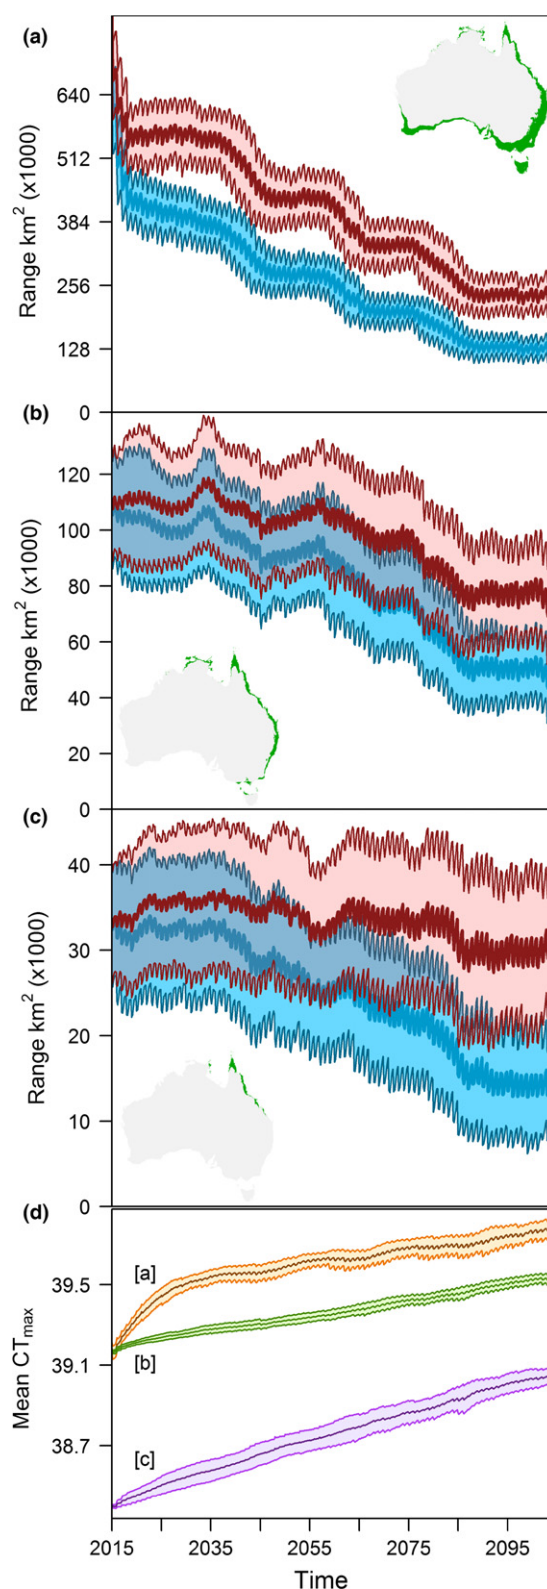 (a)
640
512
384
256
128
0
Range km² (x1000)
(b)
120
100
80
60
40
20
0
Range km² (x1000)
(c)
40
30
20
10
0
Range km² (x1000)
(d)
39.5
39.1
38.7
Mean CTmax
[a]
[b]
[c]
2015 2035 2055 2075 2095
Time